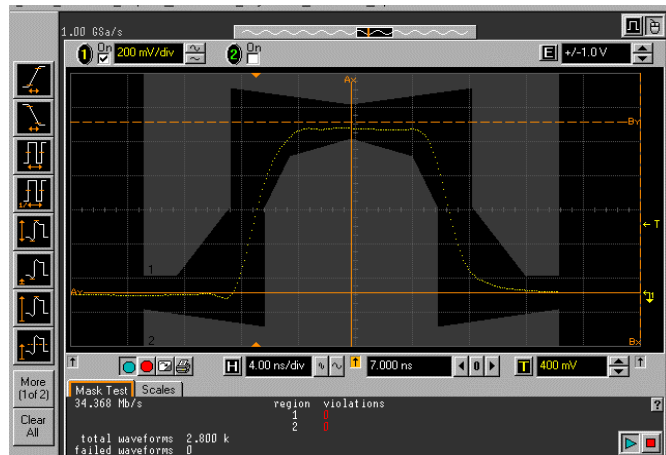 1.00 GSa/s
1 On 200 mV/div 2 On E +/-1.0 V
Ax
By
T
Ay
1
2
Bx
H 4.00 ns/div 7.000 ns 0 T 400 mV
More
(1of 2)
Clear
All
Mask Test Scales
34.368 Mb/s region violations ?
1 0
2 0
total waveforms 2.800 k
failed waveforms 0